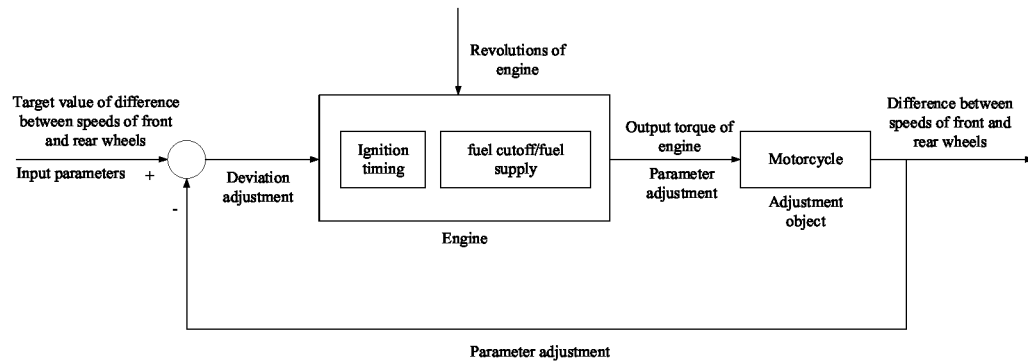 Revolutions of
engine
Target value of difference
between speeds of front
and rear wheels
Input parameters
+
-
Deviation
adjustment
Ignition
timing
fuel cutoff/fuel
supply
Engine
Output torque of
engine
Parameter
adjustment
Motorcycle
Adjustment
object
Difference between
speeds of front and
rear wheels
Parameter adjustment